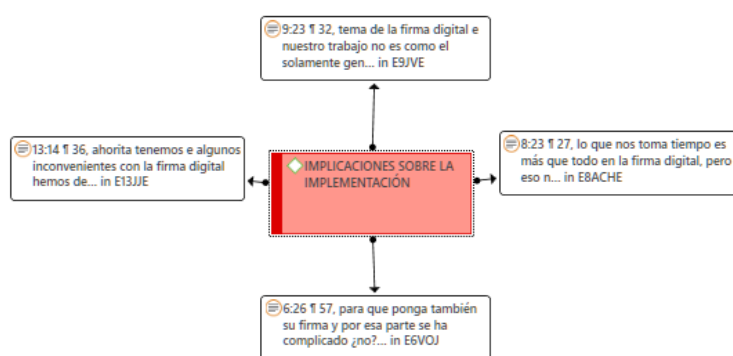 9:23 ¶ 32, tema de la firma digital e
nuestro trabajo no es como el
solamente gen... in E9JVE
13:14 ¶ 36, ahorita tenemos e algunos
inconvenientes con la firma digital
hemos de... in E13JJE
IMPLICACIONES SOBRE LA
IMPLEMENTACIÓN
8:23 ¶ 27, lo que nos toma tiempo es
más que todo en la firma digital, pero
eso n... in E8ACHE
6:26 ¶ 57, para que ponga también
su firma y por esa parte se ha
complicado ¿no?... in E6VOJ